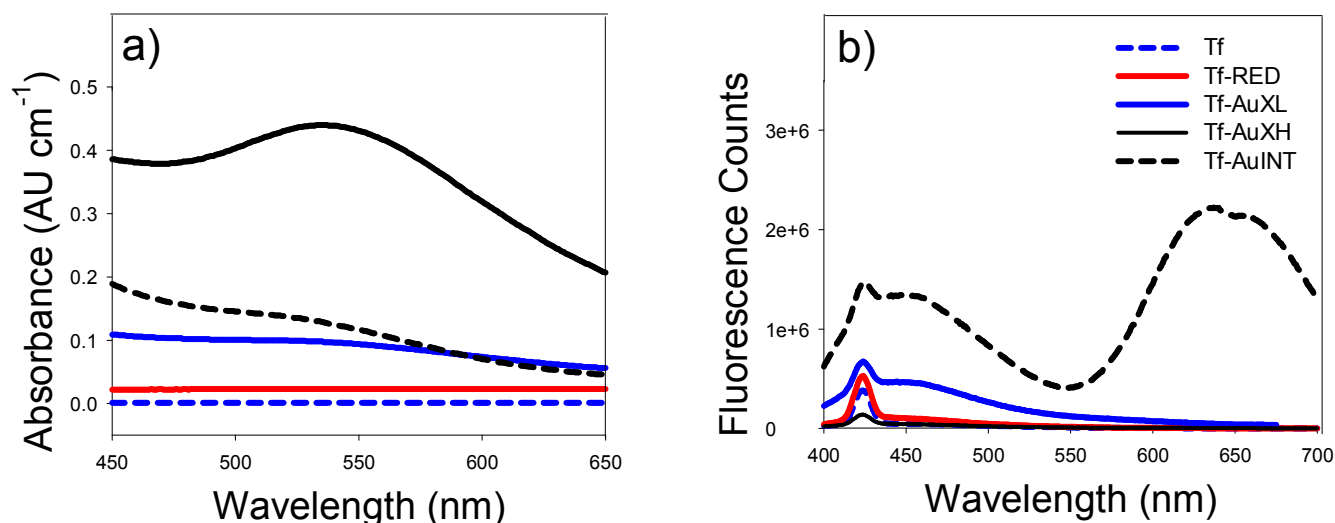 a)
Absorbance (AU cm⁻¹)
0.5
0.4
0.3
0.2
0.1
0.0
450 500 550 600 650
Wavelength (nm)
b)
Fluorescence Counts
3e+6
2e+6
1e+6
0
400 450 500 550 600 650 700
Wavelength (nm)
Tf
Tf-RED
Tf-AuXL
Tf-AuXH
Tf-AuINT